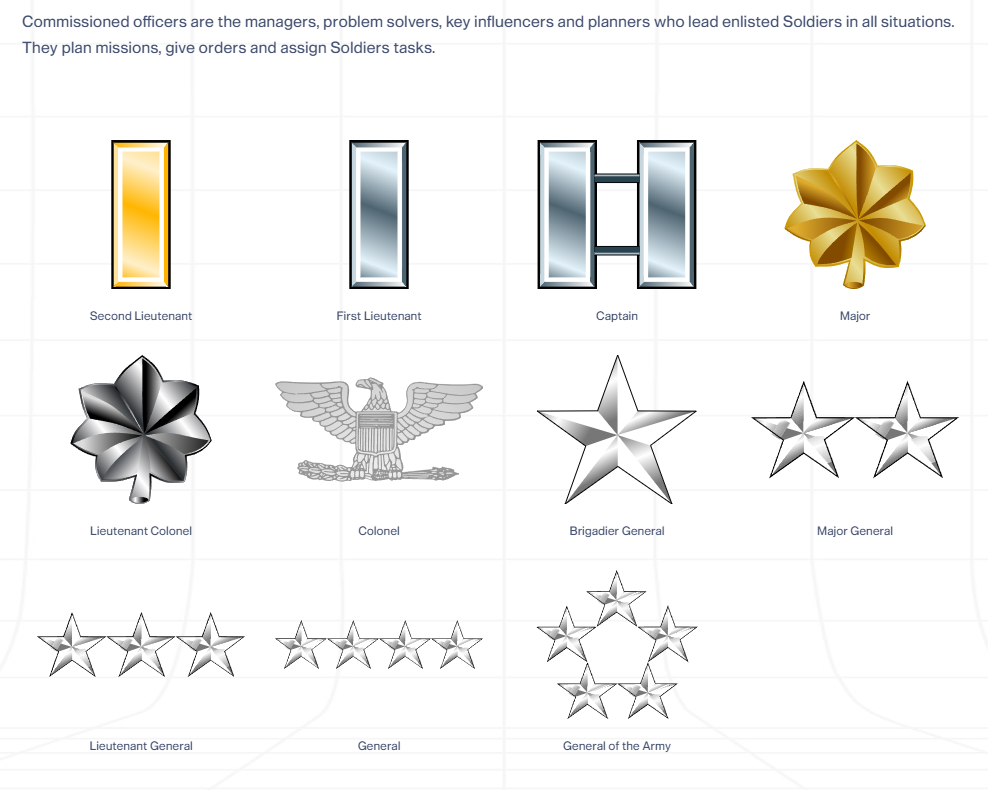 Commissioned officers are the managers, problem solvers, key influencers and planners who lead enlisted Soldiers in all situations.
They plan missions, give orders and assign Soldiers tasks.
Second Lieutenant
First Lieutenant
Captain
Major
Lieutenant Colonel
Colonel
Brigadier General
Major General
Lieutenant General
General
General of the Army